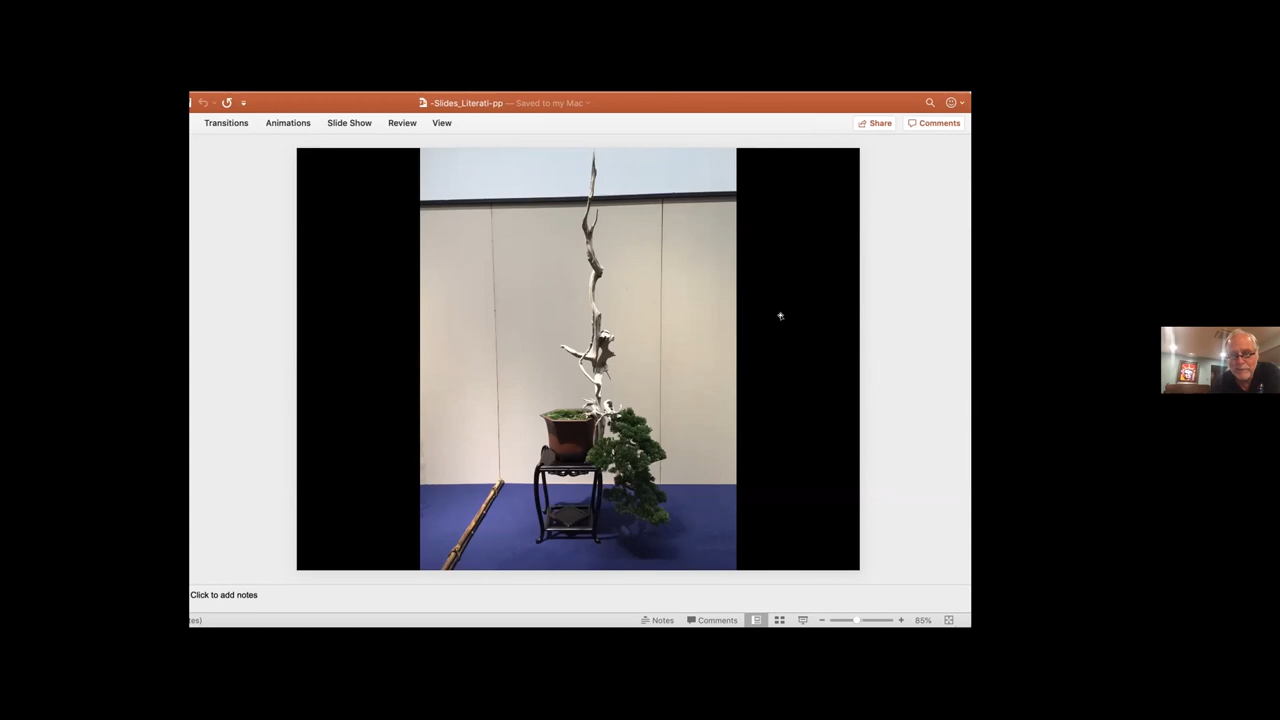 -Slides_Literati-pp — Saved to my Mac
Transitions Animations Slide Show Review View Share Comments
Click to add notes
tes) Notes Comments 85%